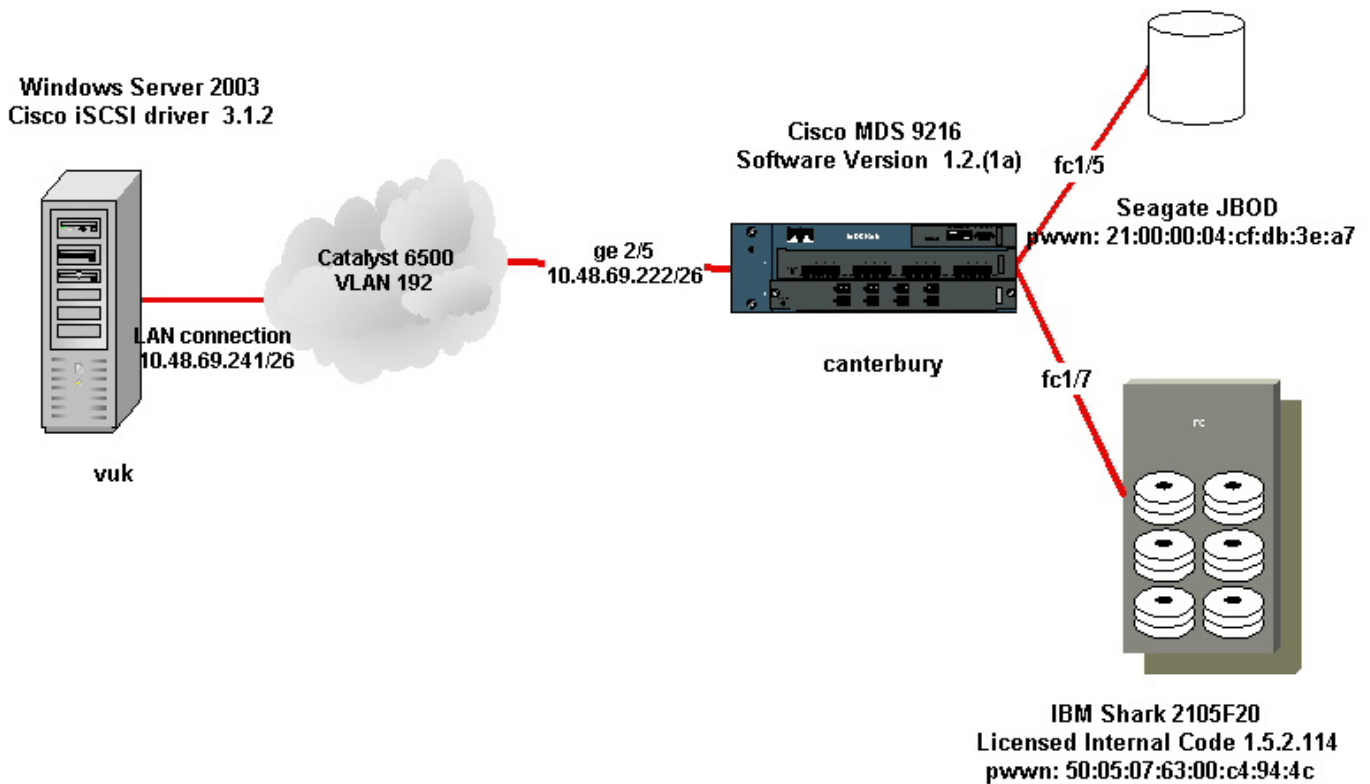 Windows Server 2003
Cisco iSCSI driver 3.1.2
LAN connection
10.48.69.241/26
vuk
Catalyst 6500
VLAN 192
ge 2/5
10.48.69.222/26
Cisco MDS 9216
Software Version 1.2.(1a)
canterbury
fc1/5
Seagate JBOD
pwwn: 21:00:00:04:cf:db:3e:a7
fc1/7
IBM Shark 2105F20
Licensed Internal Code 1.5.2.114
pwwn: 50:05:07:63:00:c4:94:4c